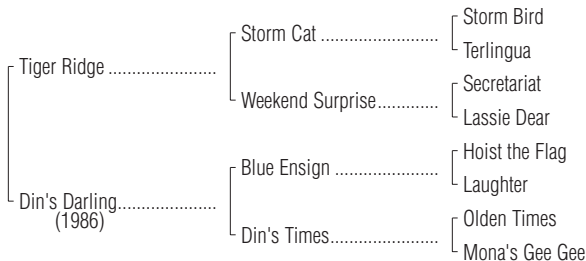 Storm Bird
Storm Cat ..............................
Terlingua
Tiger Ridge ...........................
Secretariat
Weekend Surprise...............
Lassie Dear
Hoist the Flag
Blue Ensign ..........................
Laughter
Din's Darling.........................
(1986)
Olden Times
Din's Times...........................
Mona's Gee Gee